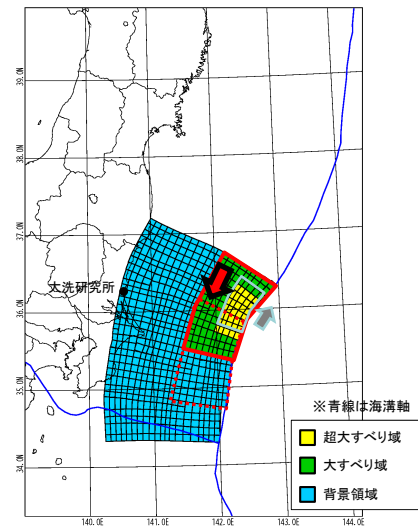 39.0N
38.0N
37.0N
36.0N
35.0N
34.0N
大洗研究所
※青線は海溝軸
超大すべり域
大すべり域
背景領域
140.0E
141.0E
142.0E
143.0E
144.0E